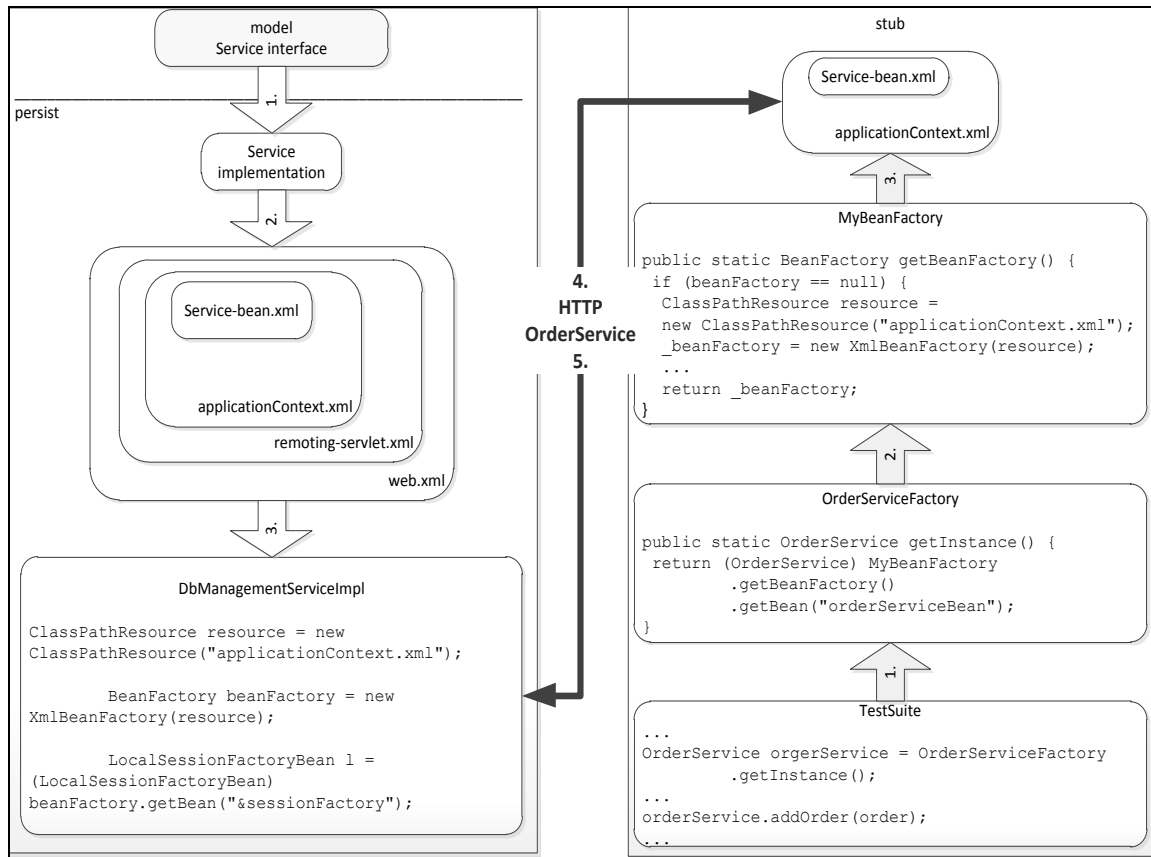 model
Service interface
1.
persist
Service
implementation
2.
Service-bean.xml
applicationContext.xml
remoting-servlet.xml
web.xml
3.
DbManagementServiceImpl
ClassPathResource resource = new
ClassPathResource("applicationContext.xml");
BeanFactory beanFactory = new
XmlBeanFactory(resource);
LocalSessionFactoryBean l =
(LocalSessionFactoryBean)
beanFactory.getBean("&sessionFactory");
4.
HTTP
OrderService
5.
stub
Service-bean.xml
applicationContext.xml
3.
MyBeanFactory
public static BeanFactory getBeanFactory() {
if (beanFactory == null) {
ClassPathResource resource =
new ClassPathResource("applicationContext.xml");
_beanFactory = new XmlBeanFactory(resource);
...
return _beanFactory;
}
2.
OrderServiceFactory
public static OrderService getInstance() {
return (OrderService) MyBeanFactory
.getBeanFactory()
.getBean("orderServiceBean");
}
1.
TestSuite
...
OrderService orgerService = OrderServiceFactory
.getInstance();
...
orderService.addOrder(order);
...